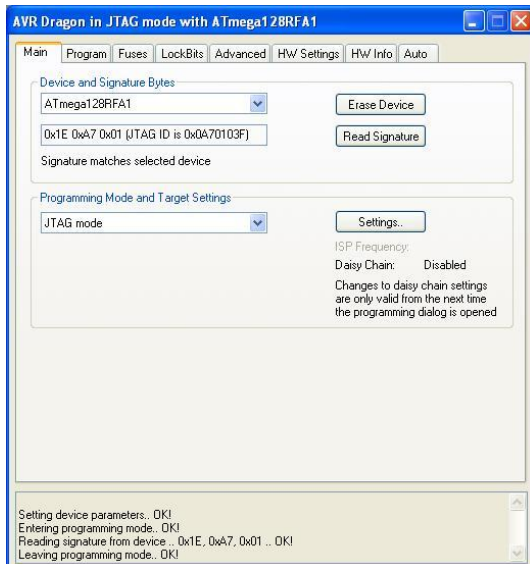 AVR Dragon in JTAG mode with ATmega128RFA1
Main Program Fuses LockBits Advanced HW Settings HW Info Auto
Device and Signature Bytes
ATmega128RFA1
Erase Device
0x1E 0xA7 0x01 (JTAG ID is 0x0A70103F)
Read Signature
Signature matches selected device
Programming Mode and Target Settings
JTAG mode
Settings..
ISP Frequency:
Daisy Chain: Disabled
Changes to daisy chain settings
are only valid from the next time
the programming dialog is opened
Setting device parameters.. OK!
Entering programming mode.. OK!
Reading signature from device .. 0x1E, 0xA7, 0x01 .. OK!
Leaving programming mode.. OK!